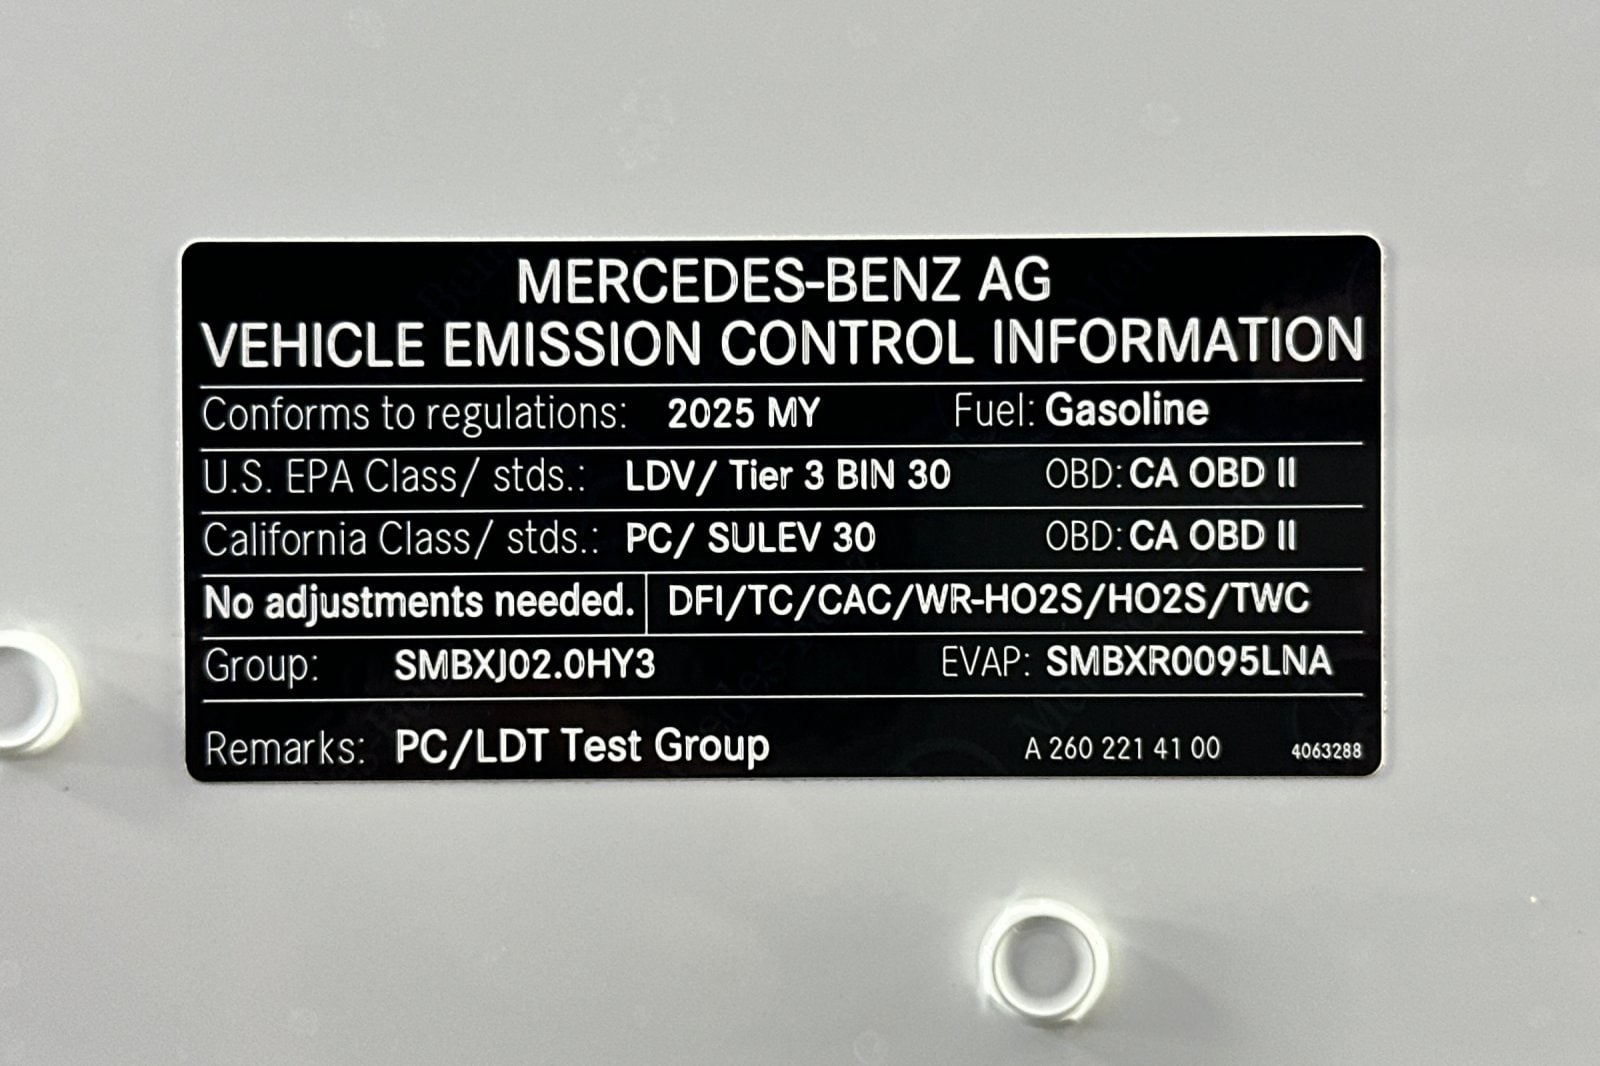 MERCEDES-BENZ AG
VEHICLE EMISSION CONTROL INFORMATION
Conforms to regulations: 2025 MY Fuel: Gasoline
U.S. EPA Class/ stds.: LDV/ Tier 3 BIN 30 OBD: CA OBD II
California Class/ stds.: PC/ SULEV 30 OBD: CA OBD II
No adjustments needed. DFI/TC/CAC/WR-HO2S/HO2S/TWC
Group: SMBXJ02.0HY3 EVAP: SMBXR0095LNA
Remarks: PC/LDT Test Group A 260 221 41 00 4063288